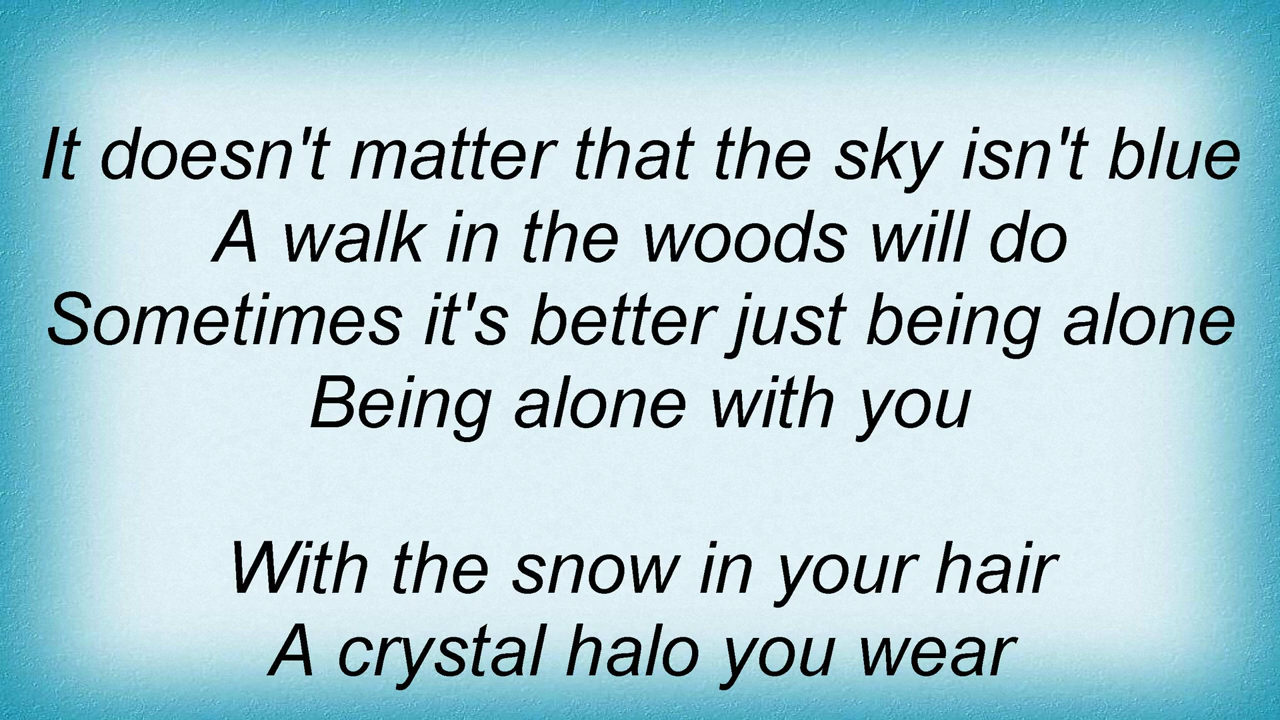 It doesn't matter that the sky isn't blue
A walk in the woods will do
Sometimes it's better just being alone
Being alone with you
With the snow in your hair
A crystal halo you wear